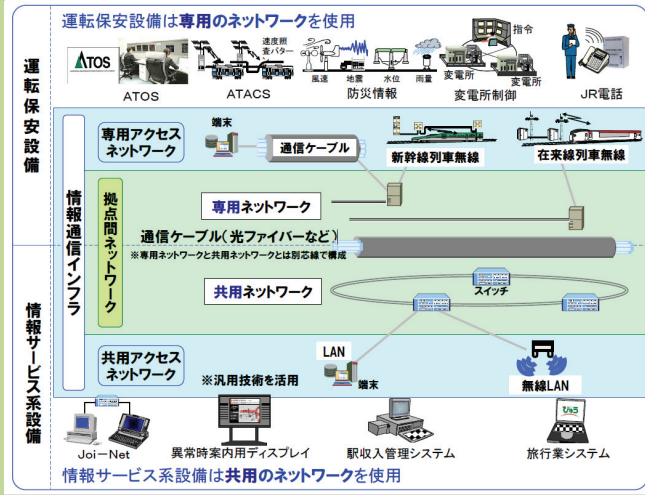 運転保安設備は専用のネットワークを使用
ATOS
速度照
査パターン
指令
風速 地震 水位 雨量
変電所
変電所
ATOS
ATACS
防災情報
変電所制御
JR電話
運転保安設備
情報サービス系設備
情報通信インフラ
専用アクセス
ネットワーク
端末
通信ケーブル
新幹線列車無線
在来線列車無線
拠点間ネットワーク
専用ネットワーク
通信ケーブル(光ファイバーなど)
※専用ネットワークと共用ネットワークとは別芯線で構成
共用ネットワーク
スイッチ
共用アクセス
ネットワーク
※汎用技術を活用
LAN
端末
無線LAN
びゅう
Joi-Net
異常時案内用ディスプレイ
駅収入管理システム
旅行業システム
情報サービス系設備は共用のネットワークを使用